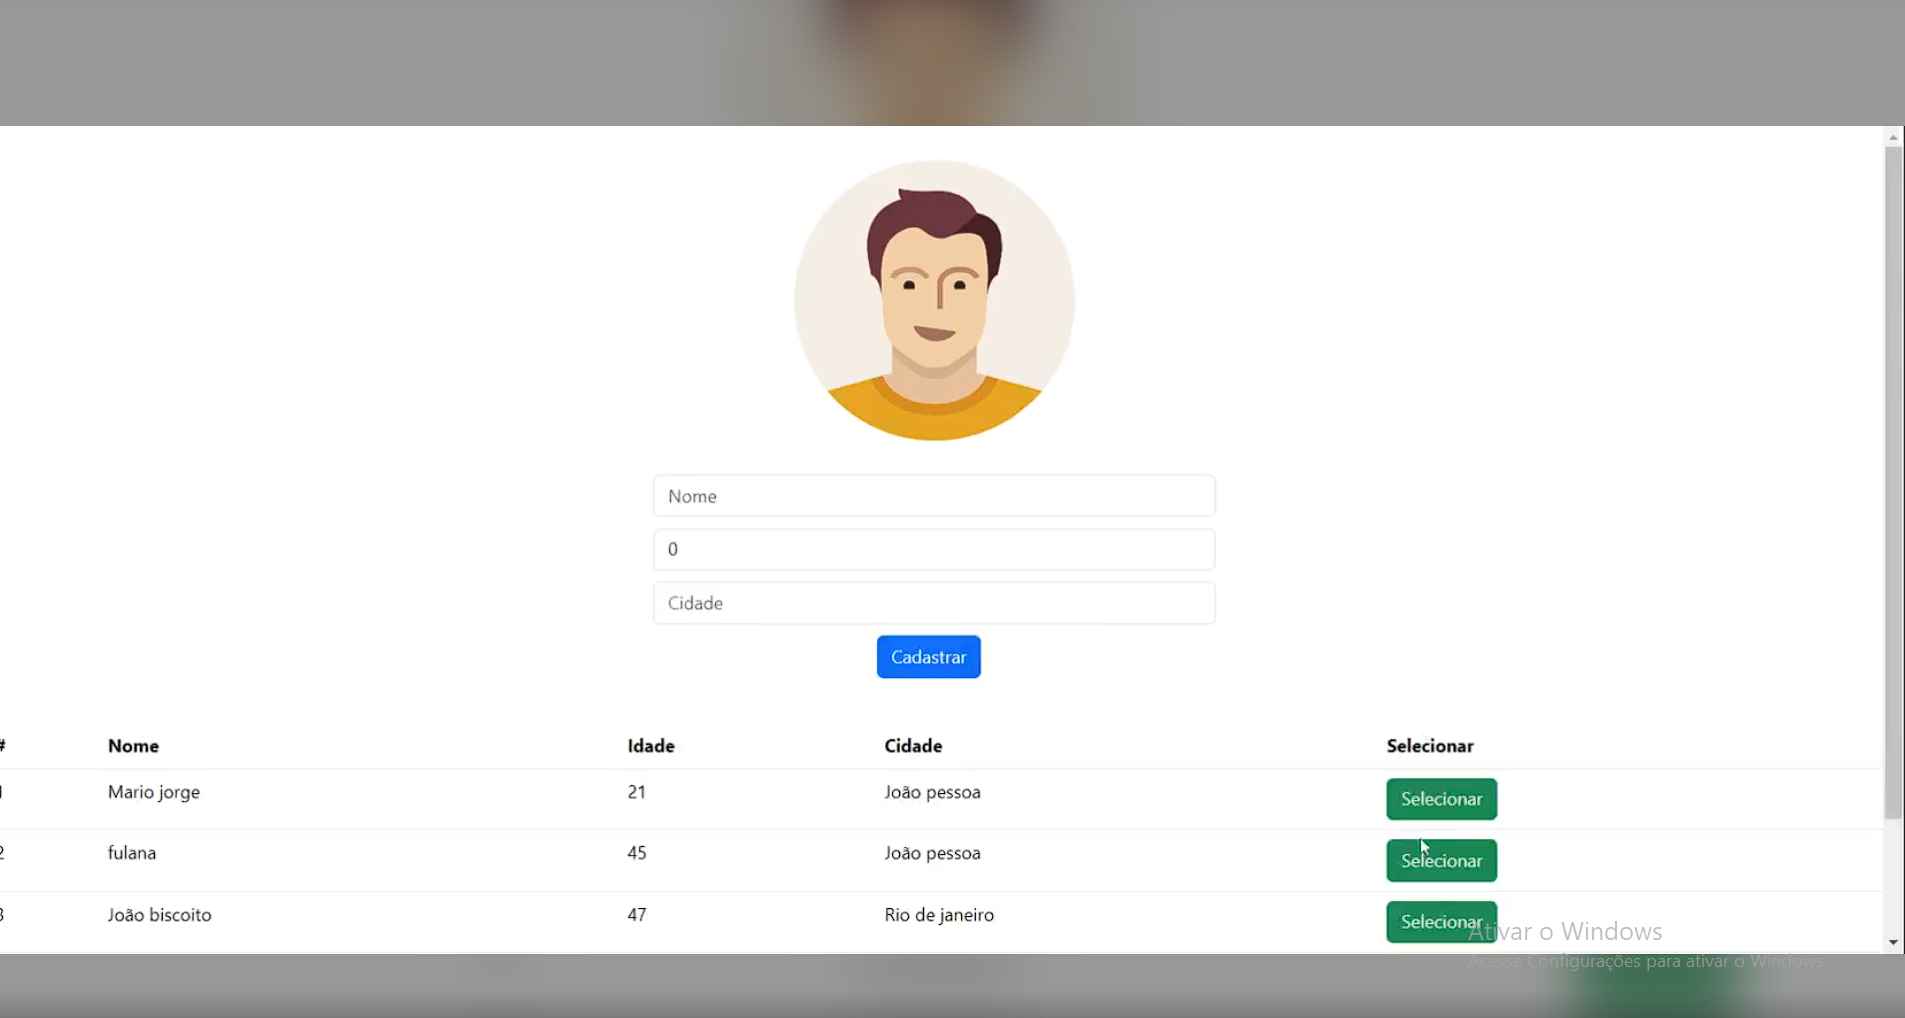 Nome
0
Cidade
Cadastrar
# Nome Idade Cidade Selecionar
1 Mario jorge 21 João pessoa Selecionar
2 fulana 45 João pessoa Selecionar
3 João biscoito 47 Rio de janeiro Selecionar
Ativar o Windows
Acesse Configurações para ativar o Windows.